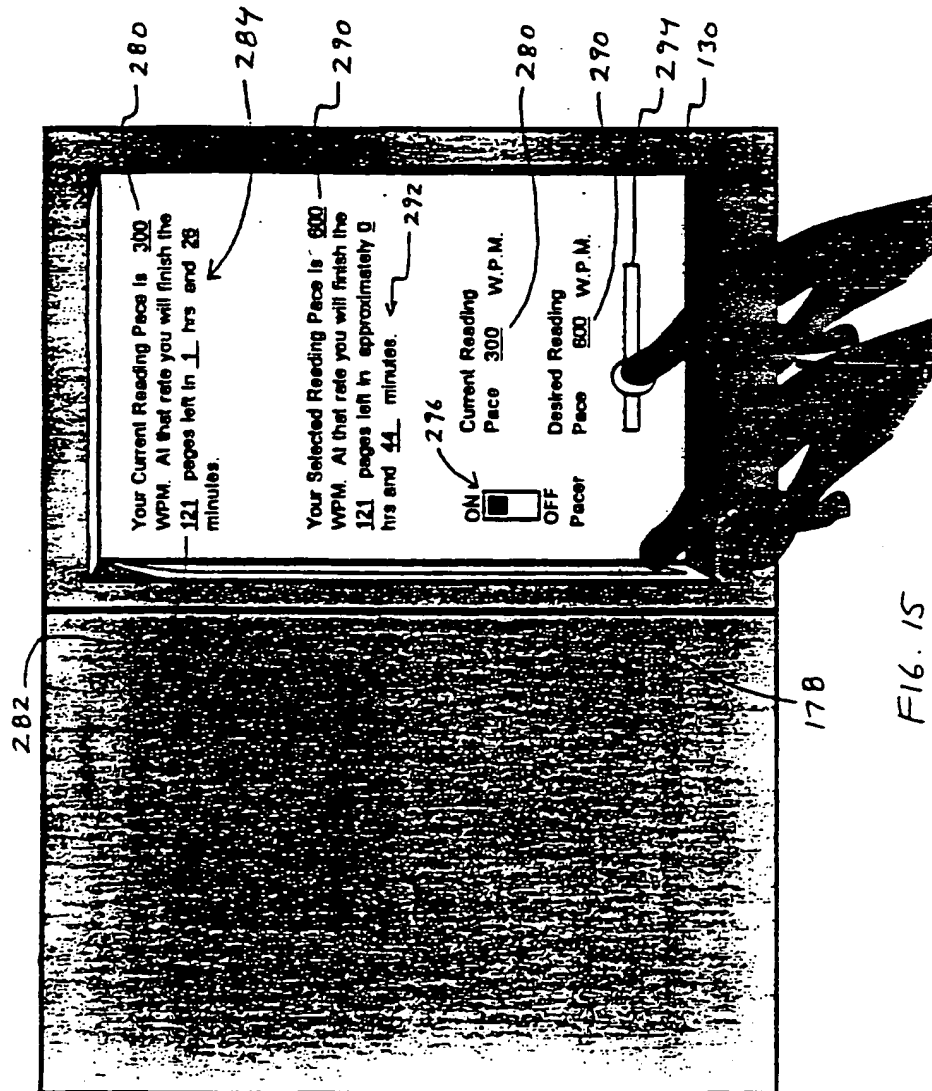 282
Your Current Reading Pace is 300
WPM. At that rate you will finish the
121 pages left in 1 hrs and 28
minutes.
Your Selected Reading Pace is 600
WPM. At that rate you will finish the
121 pages left in approximately 0
hrs and 44 minutes.
ON
OFF
Pacer
Current Reading
Pace 300 W.P.M.
Desired Reading
Pace 600 W.P.M.
280
284
290
292
296
280
290
294
130
178
FIG. 15